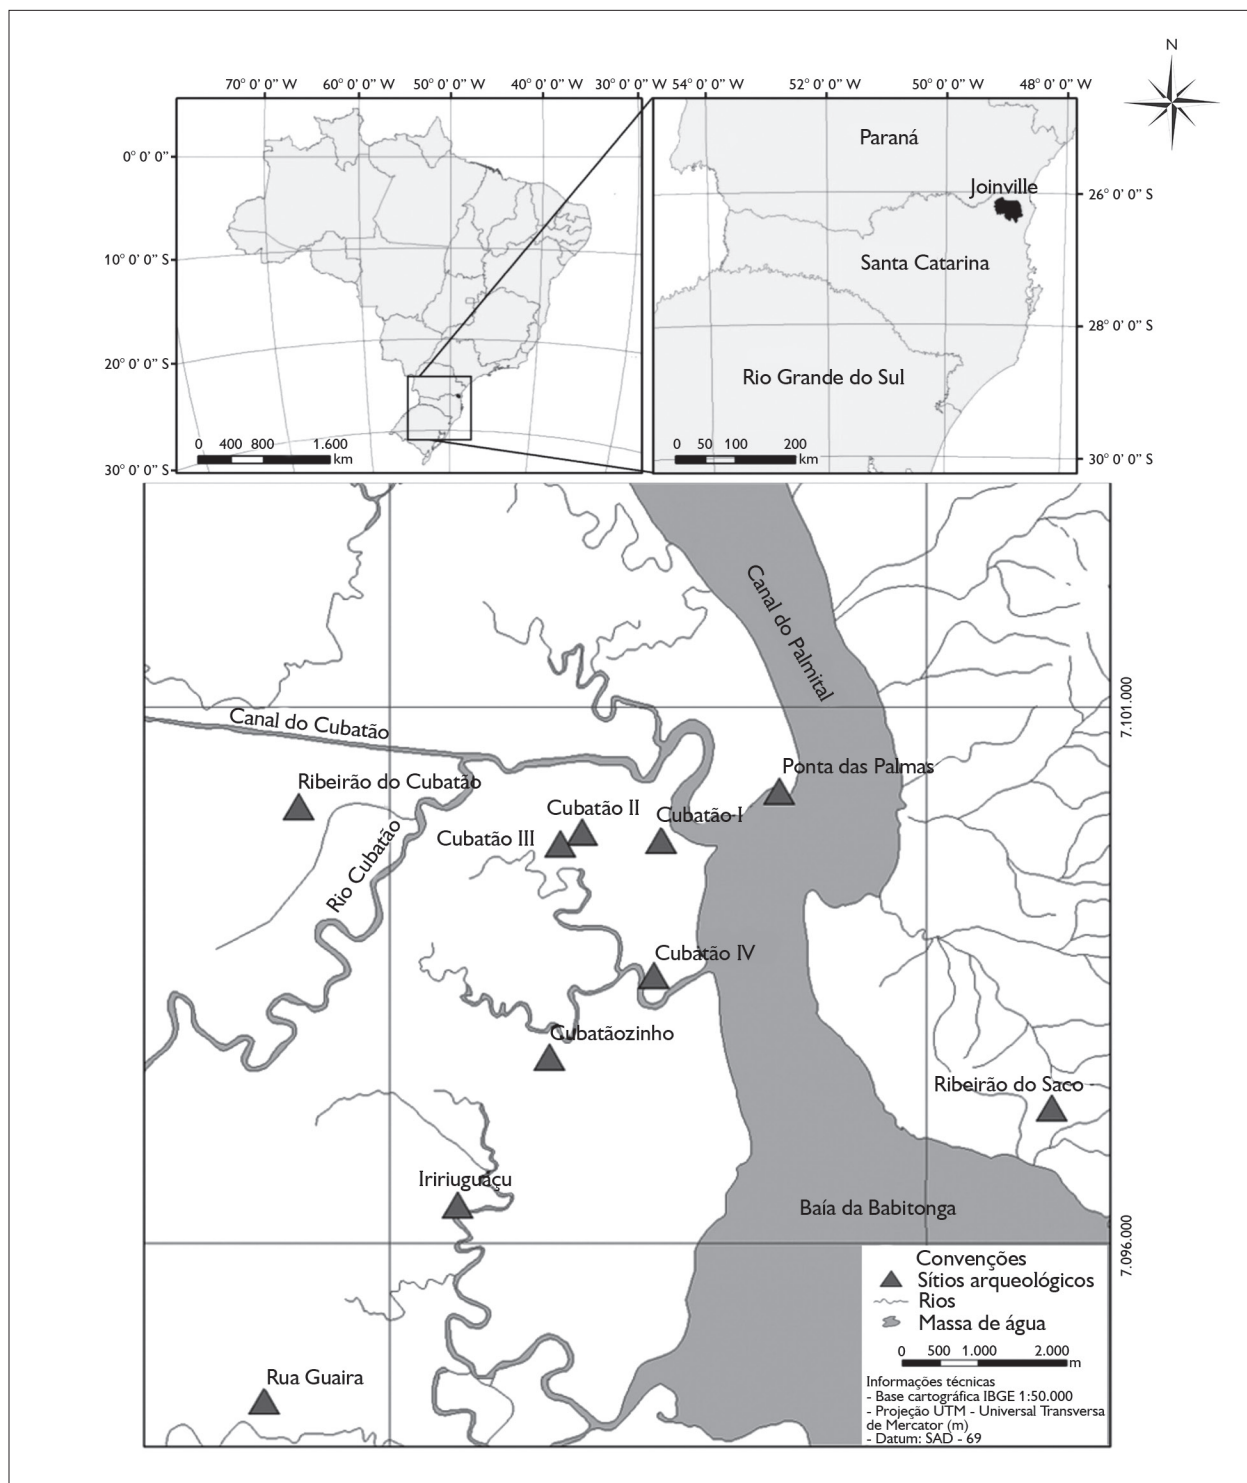 N
70° 0' 0'' W
60° 0' 0'' W
50° 0' 0'' W
40° 0' 0'' W
30° 0' 0'' W
54° 0' 0'' W
52° 0' 0'' W
50° 0' 0'' W
48° 0' 0'' W
0° 0' 0''
10° 0' 0'' S
20° 0' 0'' S
30° 0' 0'' S
0 400 800 1.600
km
Paraná
Joinville
Santa Catarina
Rio Grande do Sul
26° 0' 0'' S
28° 0' 0'' S
30° 0' 0'' S
0 50 100 200
km
Canal do Palmital
7.101.000
Canal do Cubatão
Ribeirão do Cubatão
Ponta das Palmas
Cubatão II
Cubatão I
Cubatão III
Rio Cubatão
Cubatão IV
Cubatãozinho
Ribeirão do Saco
Iririuguaçu
Baía da Babitonga
7.096.000
Rua Guaira
Convenções
Sítios arqueológicos
Rios
Massa de água
0 500 1.000 2.000
m
Informações técnicas
- Base cartográfica IBGE 1:50.000
- Projeção UTM - Universal Transversa
de Mercator (m)
- Datum: SAD - 69